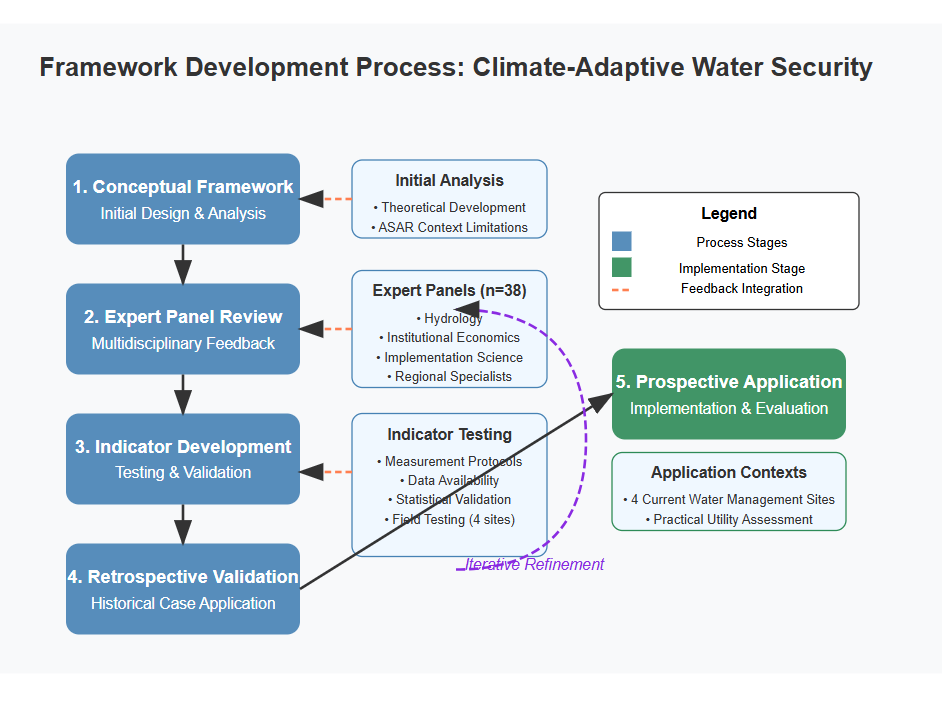 Framework Development Process: Climate-Adaptive Water Security
1. Conceptual Framework
Initial Design & Analysis
Initial Analysis
• Theoretical Development
• ASAR Context Limitations
Legend
Process Stages
Implementation Stage
Feedback Integration
2. Expert Panel Review
Multidisciplinary Feedback
Expert Panels (n=38)
• Hydrology
• Institutional Economics
• Implementation Science
• Regional Specialists
3. Indicator Development
Testing & Validation
Indicator Testing
• Measurement Protocols
• Data Availability
• Statistical Validation
• Field Testing (4 sites)
Iterative Refinement
4. Retrospective Validation
Historical Case Application
5. Prospective Application
Implementation & Evaluation
Application Contexts
• 4 Current Water Management Sites
• Practical Utility Assessment